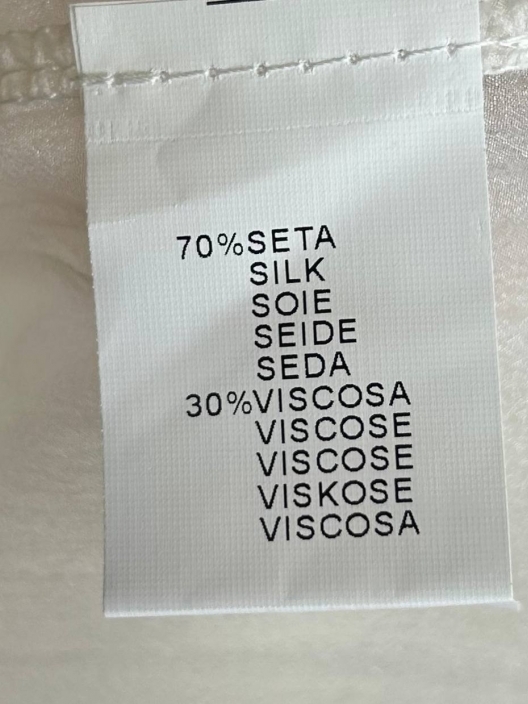 70%SETA
SILK
SOIE
SEIDE
SEDA
30%VISCOSA
VISCOSE
VISCOSE
VISKOSE
VISCOSA